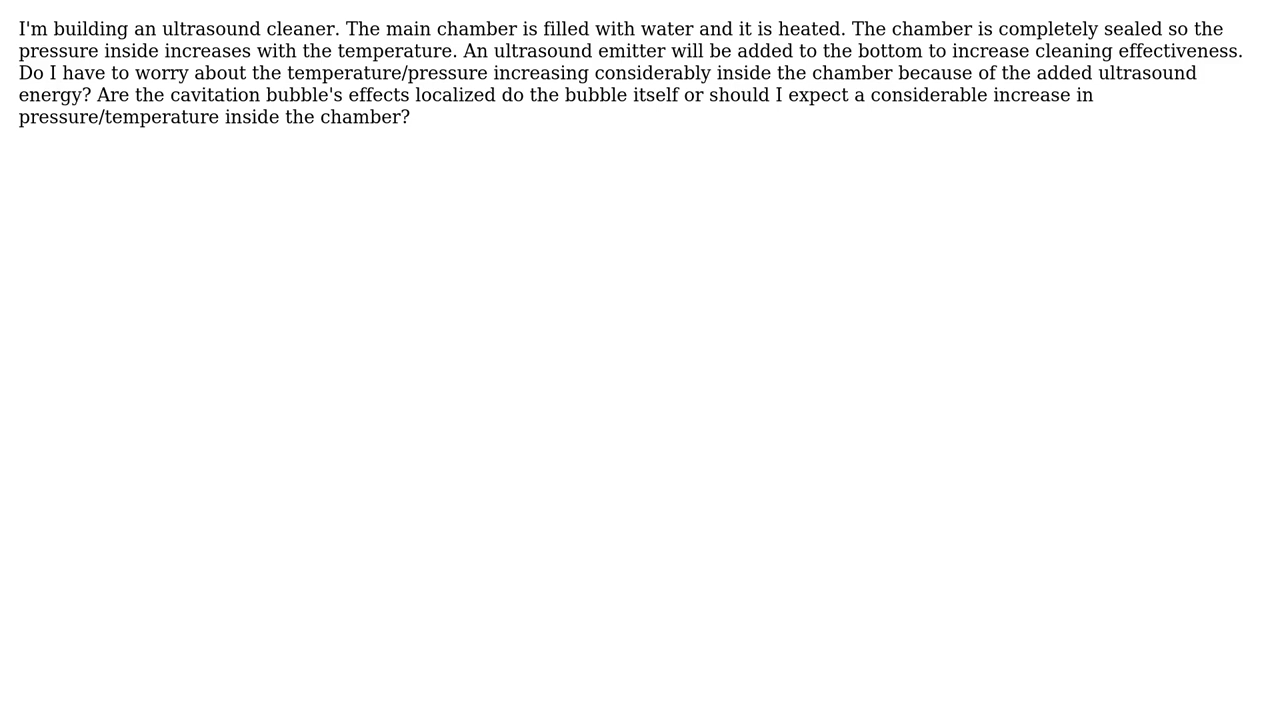 I'm building an ultrasound cleaner. The main chamber is filled with water and it is heated. The chamber is completely sealed so the
pressure inside increases with the temperature. An ultrasound emitter will be added to the bottom to increase cleaning effectiveness.
Do I have to worry about the temperature/pressure increasing considerably inside the chamber because of the added ultrasound
energy? Are the cavitation bubble's effects localized do the bubble itself or should I expect a considerable increase in
pressure/temperature inside the chamber?